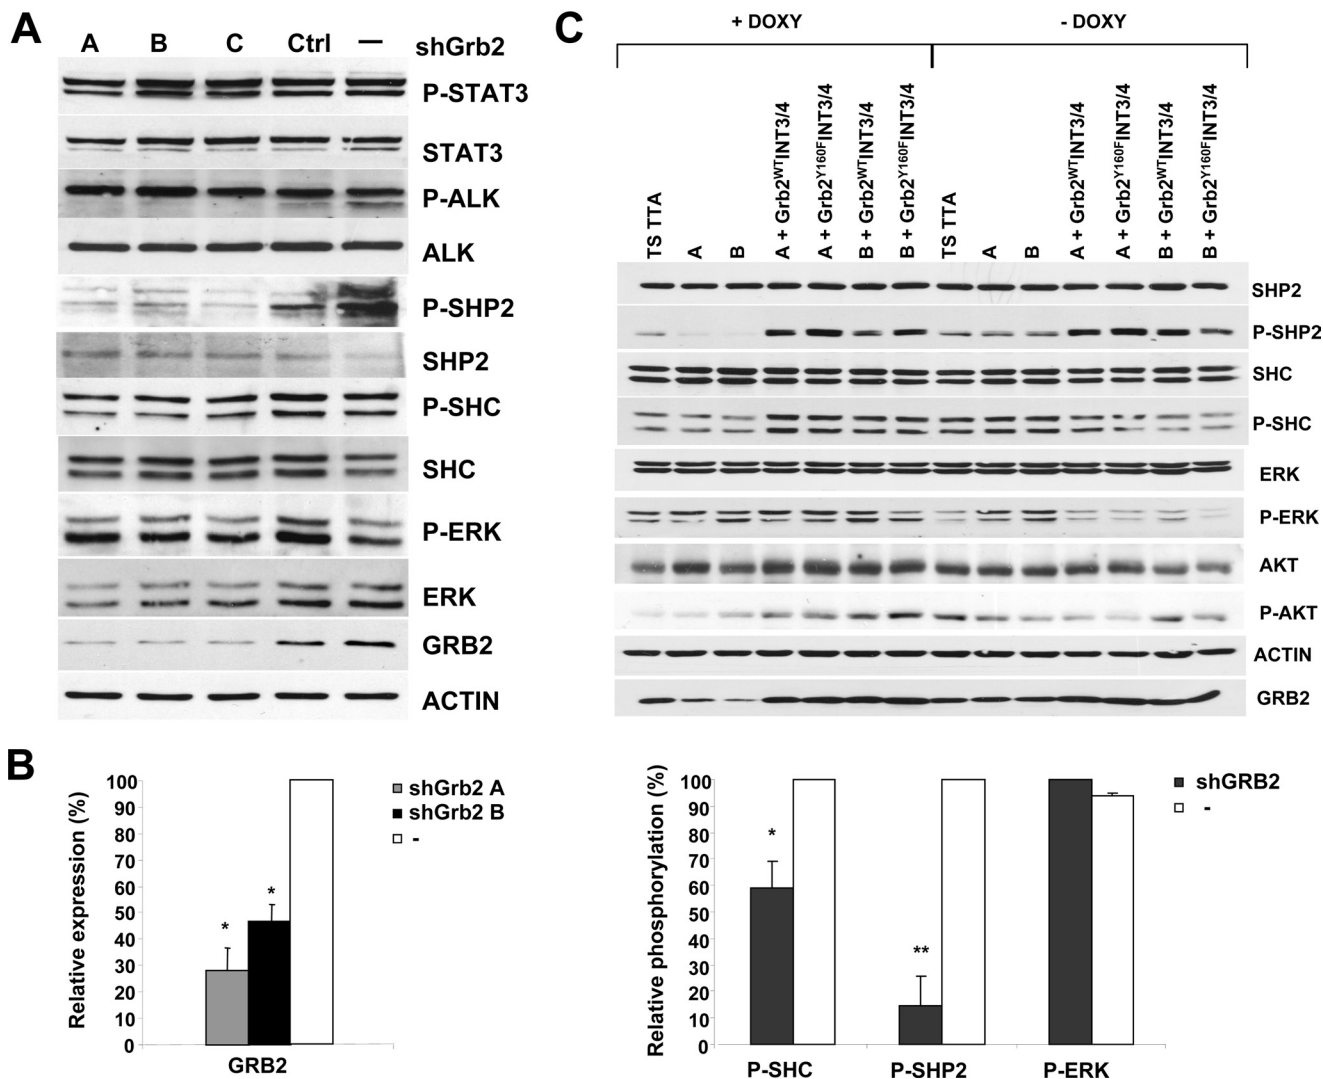 A
A B C Ctrl — shGrb2
P-STAT3
STAT3
P-ALK
ALK
P-SHP2
SHP2
P-SHC
SHC
P-ERK
ERK
GRB2
ACTIN
C
+ DOXY - DOXY
TS TTA
A
B
A + Grb2WTINT3/4
A + Grb2Y160FINT3/4
B + Grb2WTINT3/4
B + Grb2Y160FINT3/4
TS TTA
A
B
A + Grb2WTINT3/4
A + Grb2Y160FINT3/4
B + Grb2WTINT3/4
B + Grb2Y160FINT3/4
SHP2
P-SHP2
SHC
P-SHC
ERK
P-ERK
AKT
P-AKT
ACTIN
GRB2
B
Relative expression (%)
100
90
80
70
60
50
40
30
20
10
0
* *
GRB2
shGrb2 A
shGrb2 B
-
Relative phosphorylation (%)
100
90
80
70
60
50
40
30
20
10
0
*
**
P-SHC P-SHP2 P-ERK
shGRB2
-